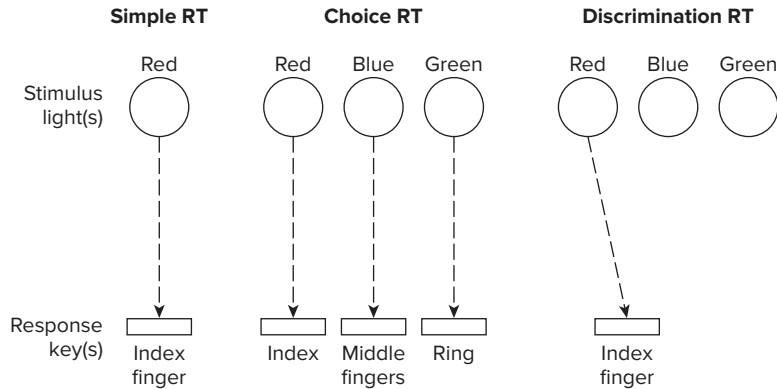 Simple RT
Choice RT
Discrimination RT
Red
Red
Blue
Green
Red
Blue
Green
Stimulus
light(s)
Response
key(s)
Index
finger
Index
Middle
fingers
Ring
Index
finger